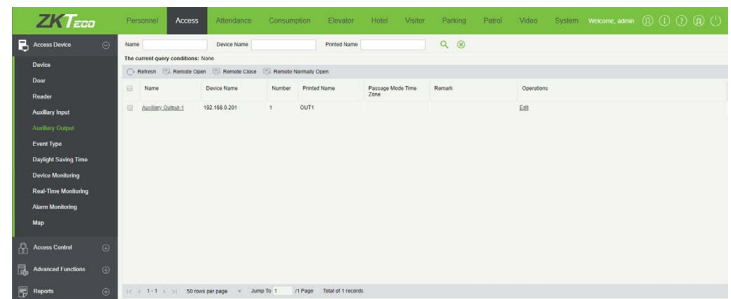 ZKTECO Personnel Access Attendance Consumption Elevator Hotel Visitor Parking Patrol Video System Welcome, admin
Access Device
Name Device Name Printed Name
The current query conditions: None
Refresh Remote Open Remote Close Remote Normally Open
Name Device Name Number Printed Name Passage Mode Time Zone Remark Operations
Auxiliary Output-1 192.168.0.201 1 OUT1 Edit
Device
Door
Reader
Auxiliary Input
Auxiliary Output
Event Type
Daylight Saving Time
Device Monitoring
Real-Time Monitoring
Alarm Monitoring
Map
Access Control
Advanced Functions
Reports
1-1 50 rows per page Jump To 1 /1 Page Total of 1 records